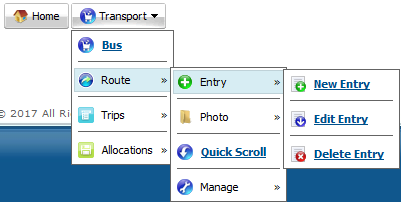 Home
Transport
Bus
Route »
Entry »
New Entry
Trips »
Photo »
Edit Entry
© 2017 All Ri
Allocations »
Quick Scroll
Delete Entry
Manage »